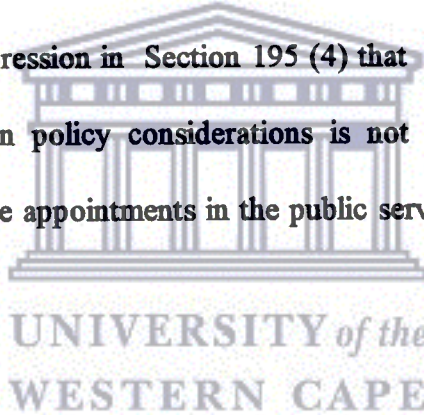 ression in Section 195 (4) that
n policy considerations is not
e appointments in the public serv
UNIVERSITY of the
WESTERN CAPE